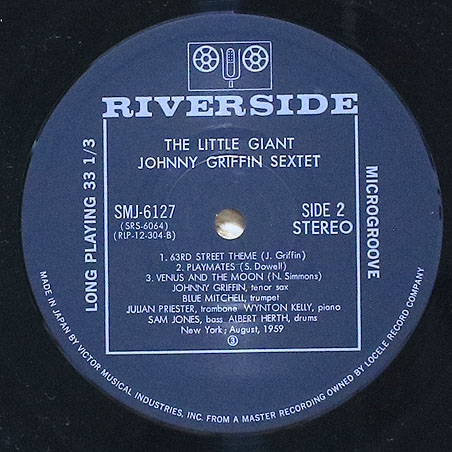 RIVERSIDE
THE LITTLE GIANT
JOHNNY GRIFFIN SEXTET
SMJ-6127
(SRS-6064)
(RLP-12-304-B)
SIDE 2
STEREO
1. 63RD STREET THEME (J. Griffin)
2. PLAYMATES (S. Dowell)
3. VENUS AND THE MOON (N. Simmons)
JOHNNY GRIFFIN, tenor sax
BLUE MITCHELL, trumpet
JULIAN PRIESTER, trombone WYNTON KELLY, piano
SAM JONES, bass ALBERT HERTH, drums
New York; August, 1959
③
LONG PLAYING 33 1/3
MICROGROOVE
MADE IN JAPAN BY VICTOR MUSICAL INDUSTRIES, INC. FROM A MASTER RECORDING OWNED BY LOCELE RECORD COMPANY